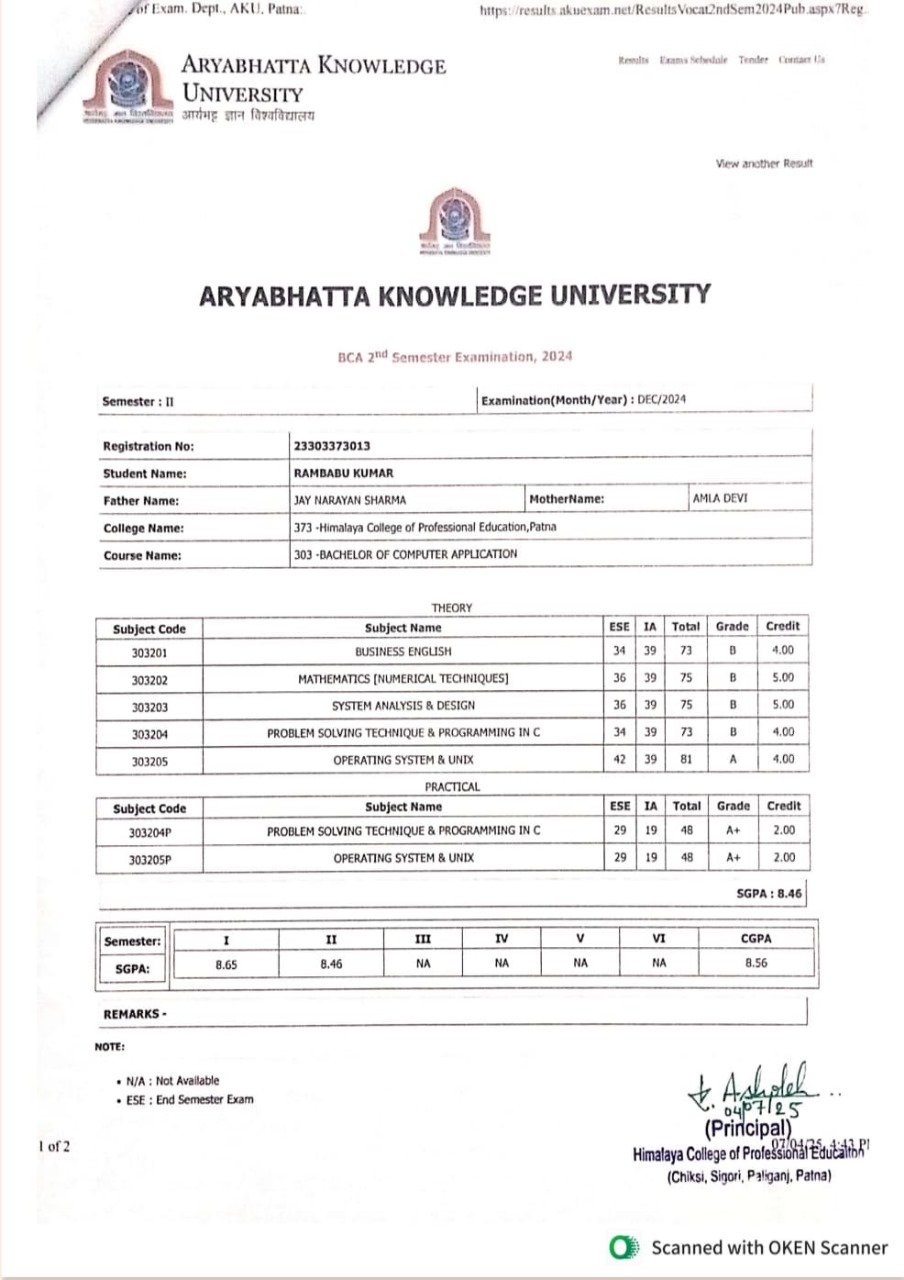 of Exam. Dept., AKU, Patna:.
https://results.akuexam.net/ResultsVocat2ndSem2024Pub.aspx?Reg..
ARYABHATTA KNOWLEDGE
UNIVERSITY
आर्यभट्ट ज्ञान विश्वविद्यालय
Results Exams Schedule Tender Contact Us
View another Result
ARYABHATTA KNOWLEDGE UNIVERSITY
BCA 2nd Semester Examination, 2024
Semester : II Examination(Month/Year) : DEC/2024
Registration No: 23303373013
Student Name: RAMBABU KUMAR
Father Name: JAY NARAYAN SHARMA MotherName: AMLA DEVI
College Name: 373 -Himalaya College of Professional Education,Patna
Course Name: 303 -BACHELOR OF COMPUTER APPLICATION
THEORY
Subject Code Subject Name ESE IA Total Grade Credit
303201 BUSINESS ENGLISH 34 39 73 B 4.00
303202 MATHEMATICS [NUMERICAL TECHNIQUES] 36 39 75 B 5.00
303203 SYSTEM ANALYSIS & DESIGN 36 39 75 B 5.00
303204 PROBLEM SOLVING TECHNIQUE & PROGRAMMING IN C 34 39 73 B 4.00
303205 OPERATING SYSTEM & UNIX 42 39 81 A 4.00
PRACTICAL
Subject Code Subject Name ESE IA Total Grade Credit
303204P PROBLEM SOLVING TECHNIQUE & PROGRAMMING IN C 29 19 48 A+ 2.00
303205P OPERATING SYSTEM & UNIX 29 19 48 A+ 2.00
SGPA : 8.46
Semester: I II III IV V VI CGPA
SGPA: 8.65 8.46 NA NA NA NA 8.56
REMARKS -
NOTE:
• N/A : Not Available
• ESE : End Semester Exam
04/07/25
(Principal)
1 of 2
07/04/25, 4:43 PM
Himalaya College of Professional Education
(Chiksi, Sigori, Paliganj, Patna)
Scanned with OKEN Scanner